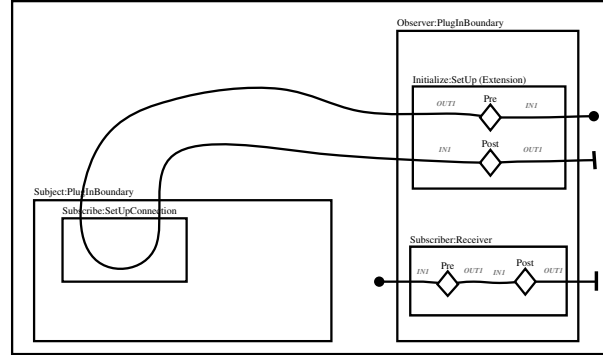 Observer:PlugInBoundary
Initialize:SetUp (Extension)
OUT1 Pre IN1
IN1 Post OUT1
Subject:PlugInBoundary
Subscribe:SetUpConnection
Subscriber:Receiver
IN1 Pre OUT1 IN1 Post OUT1